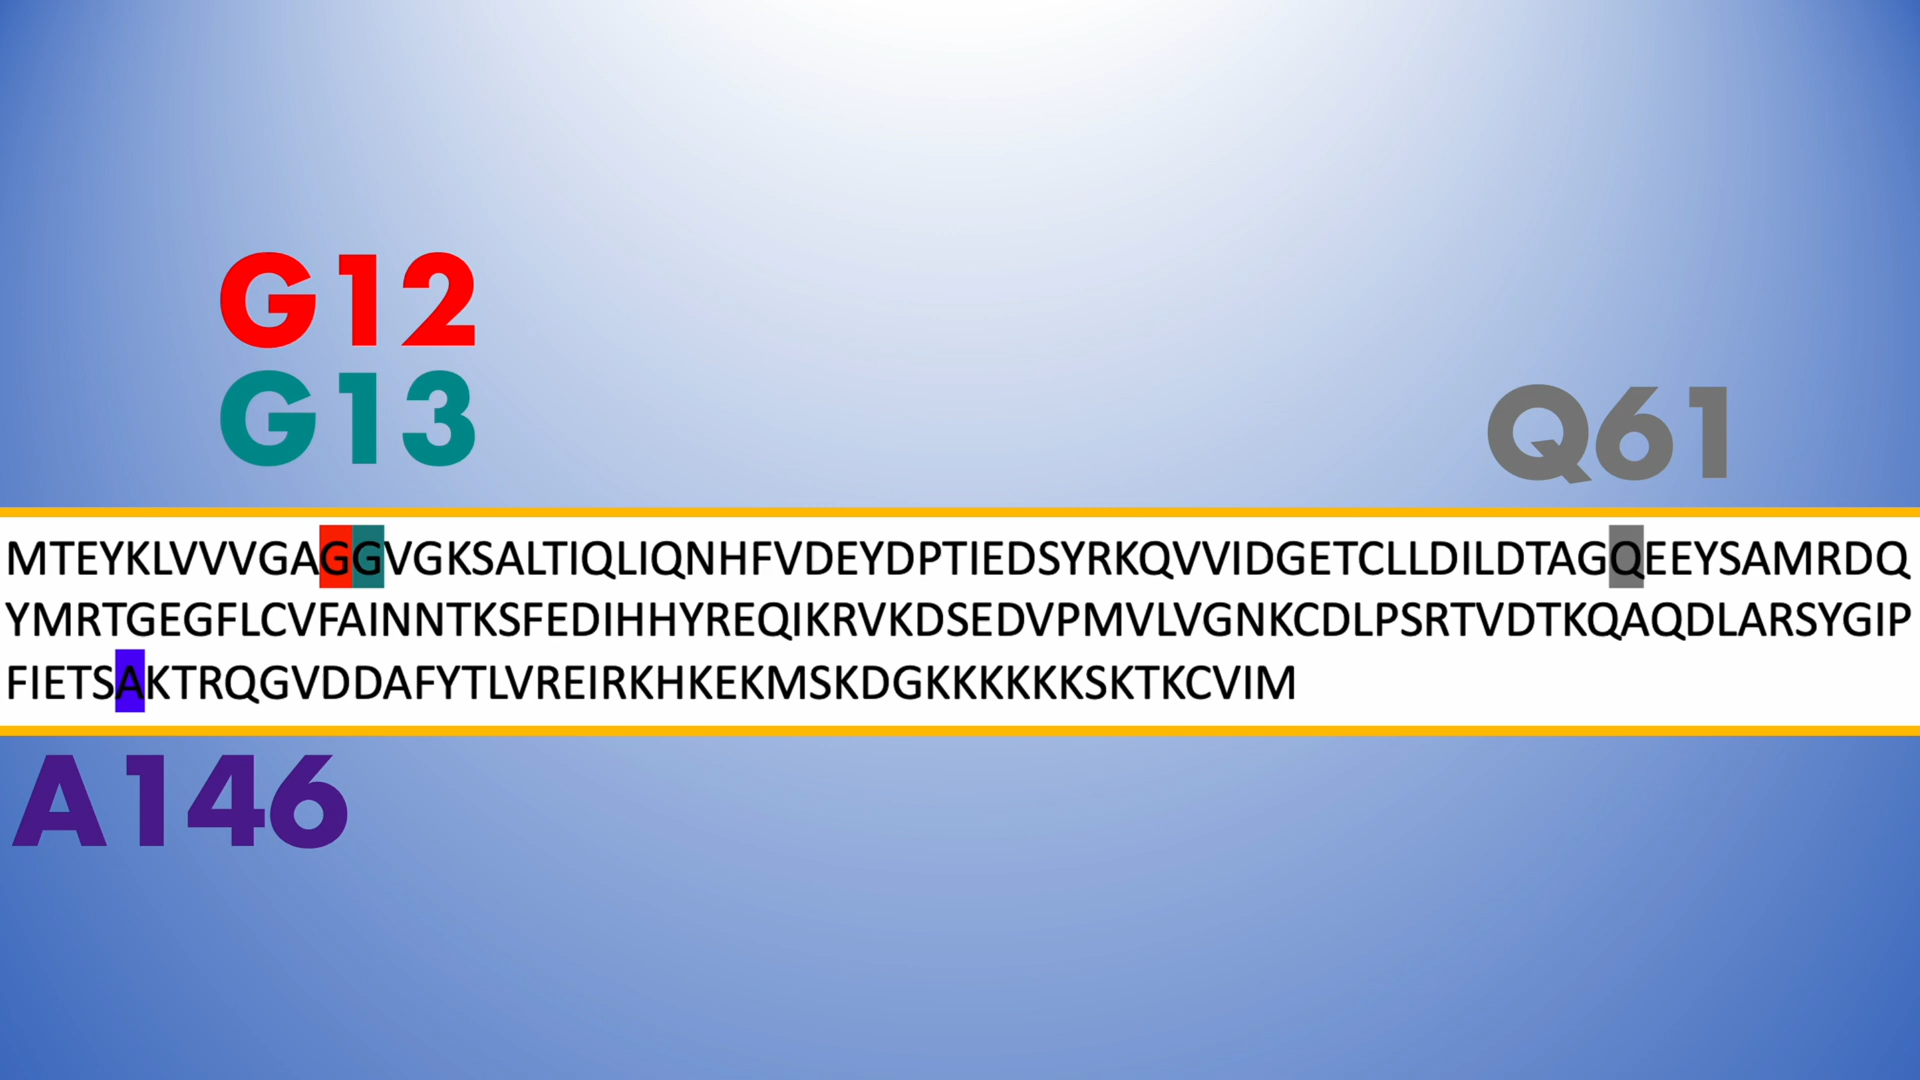 G12
G13
Q61
MTEYKLVVVGAGGVGKSALTIQLIQNHFVDEYDPTIEDSYRKQVVIDGETCLLDILDTAGQEEYSAMRDQ
YMRTGEGFLCVFAINNTKSFEDIHHYREQIKRVKDSEDVPMVLVGNKCDLPSRTVDTKQAQDLARSYGIP
FIETSAKTRQGVDDAFYTLVREIRKHKEKMSKDGKKKKKKSKTKCVIM
A146